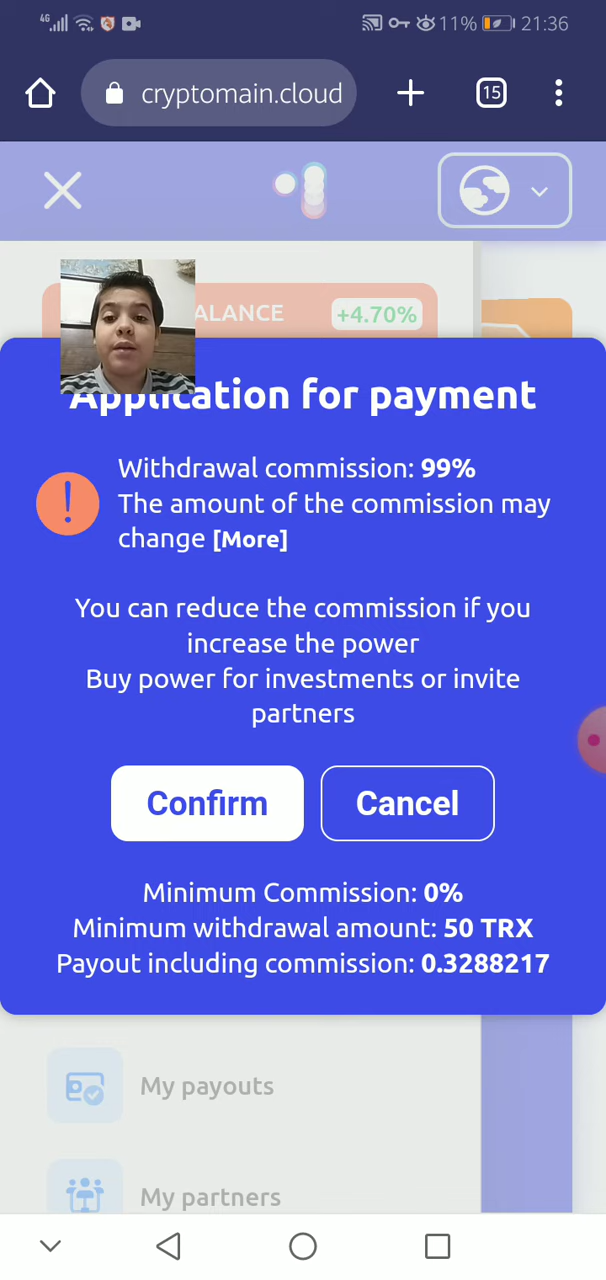 4G 11% 21:36
cryptomain.cloud 15
ALANCE +4.70%
Application for payment
Withdrawal commission: 99%
The amount of the commission may
change [More]
You can reduce the commission if you
increase the power
Buy power for investments or invite
partners
Confirm Cancel
Minimum Commission: 0%
Minimum withdrawal amount: 50 TRX
Payout including commission: 0.3288217
My payouts
My partners